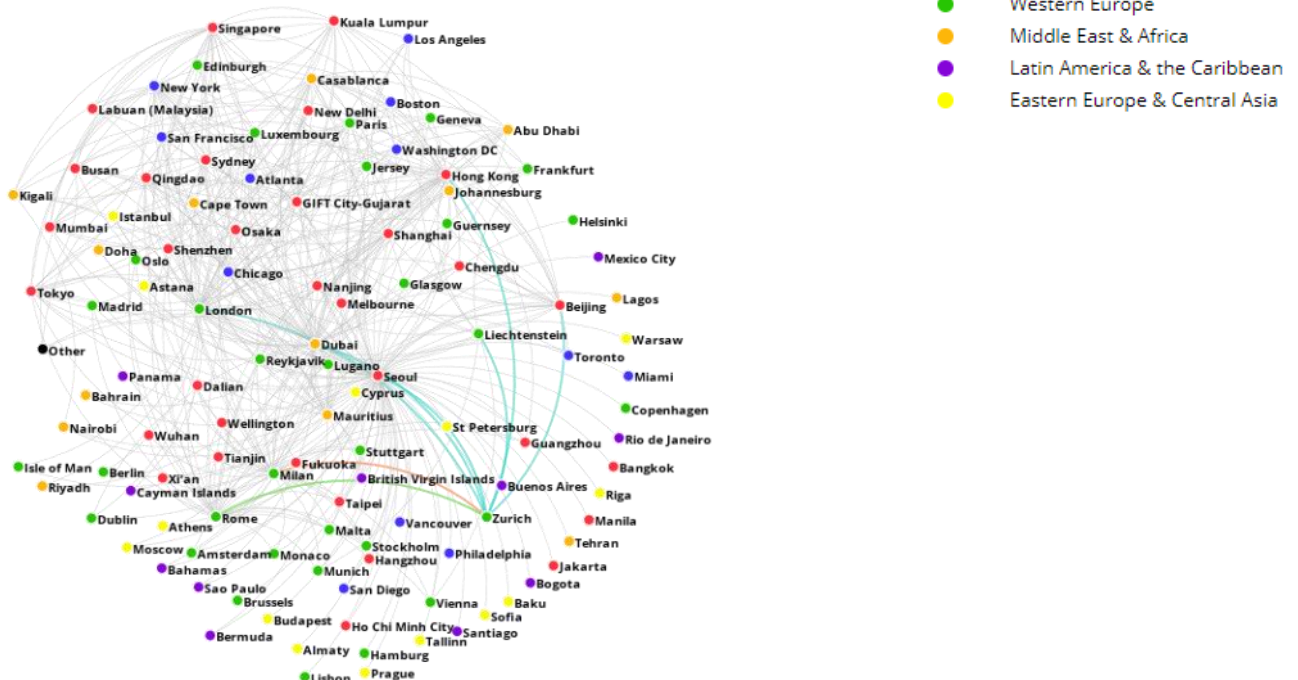 Western Europe
Middle East & Africa
Latin America & the Caribbean
Eastern Europe & Central Asia
Singapore
Kuala Lumpur
Los Angeles
Edinburgh
Casablanca
New York
Boston
Labuan (Malaysia)
New Delhi
Geneva
Paris
Abu Dhabi
San Francisco
Luxembourg
Washington DC
Sydney
Jersey
Frankfurt
Busan
Qingdao
Atlanta
Hong Kong
Johannesburg
Kigali
Cape Town
GIFT City-Gujarat
Istanbul
Helsinki
Mumbai
Osaka
Guernsey
Shanghai
Doha
Shenzhen
Oslo
Mexico City
Chicago
Chengdu
Tokyo
Astana
Nanjing
Glasgow
Madrid
London
Melbourne
Beijing
Lagos
Dubai
Liechtenstein
Warsaw
Other
Reykjavik
Lugano
Toronto
Panama
Dalian
Seoul
Miami
Bahrain
Cyprus
Copenhagen
Nairobi
Wuhan
Wellington
Mauritius
St Petersburg
Rio de Janeiro
Guangzhou
Tianjin
Stuttgart
Isle of Man
Berlin
Fukuoka
Bangkok
Riyadh
Xi'an
Milan
British Virgin Islands
Buenos Aires
Cayman Islands
Riga
Taipei
Dublin
Athens
Rome
Malta
Vancouver
Zurich
Manila
Moscow
Amsterdam
Monaco
Stockholm
Hangzhou
Philadelphia
Tehran
Bahamas
Munich
Jakarta
Sao Paulo
San Diego
Bogota
Brussels
Vienna
Baku
Budapest
Sofia
Bermuda
Ho Chi Minh City
Santiago
Tallinn
Almaty
Hamburg
Lisbon
Prague